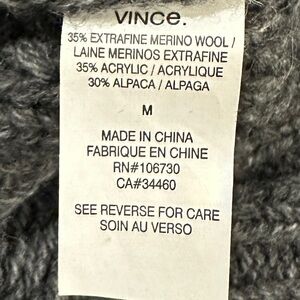 VINCE.
35% EXTRAFINE MERINO WOOL /
LAINE MERINOS EXTRAFINE
35% ACRYLIC / ACRYLIQUE
30% ALPACA / ALPAGA
M
MADE IN CHINA
FABRIQUE EN CHINE
RN#106730
CA#34460
SEE REVERSE FOR CARE
SOIN AU VERSO